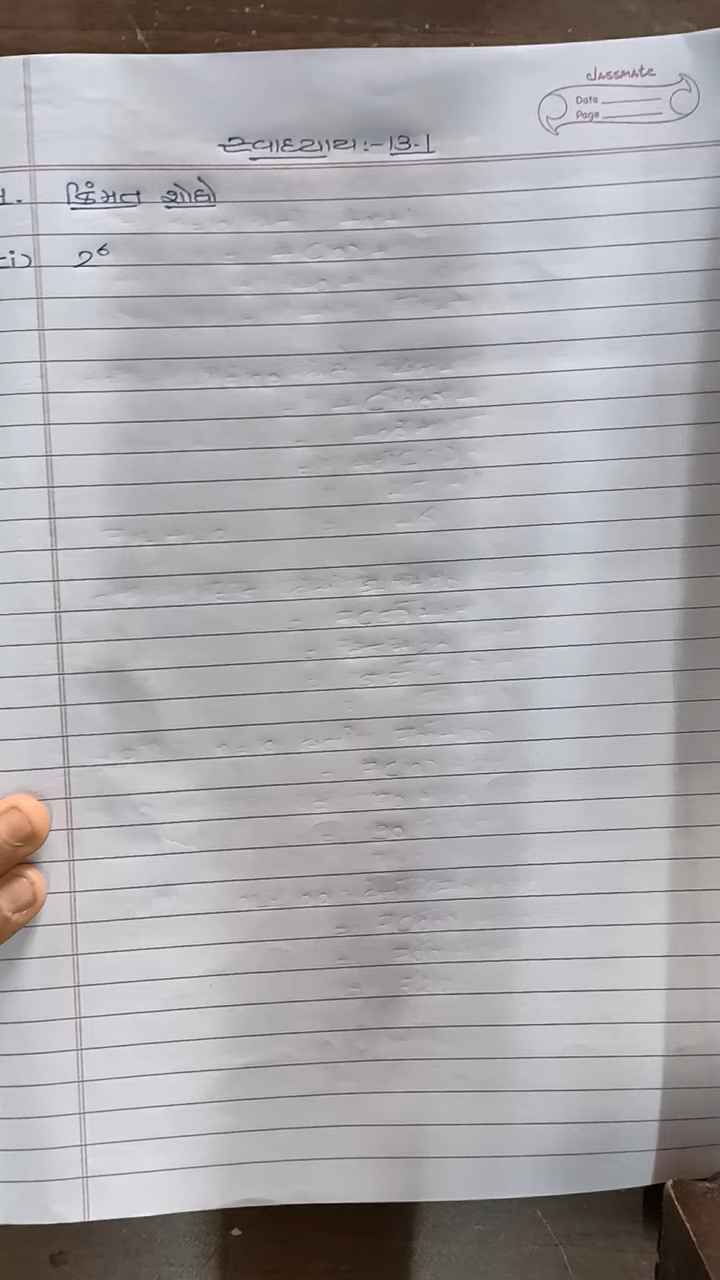 classmate
Date
Page
સ્વાધ્યાય:-13.1
1. કિંમત શોધો
(i) 2⁶